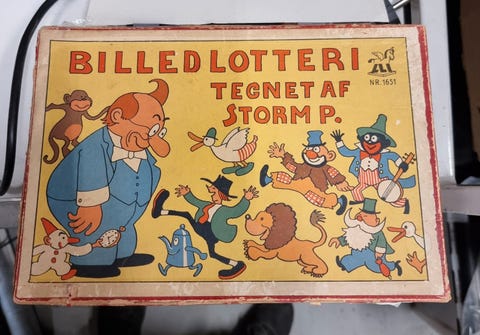 BILLEDLOTTERI
TEGNET AF
STORM P.
NR. 1651